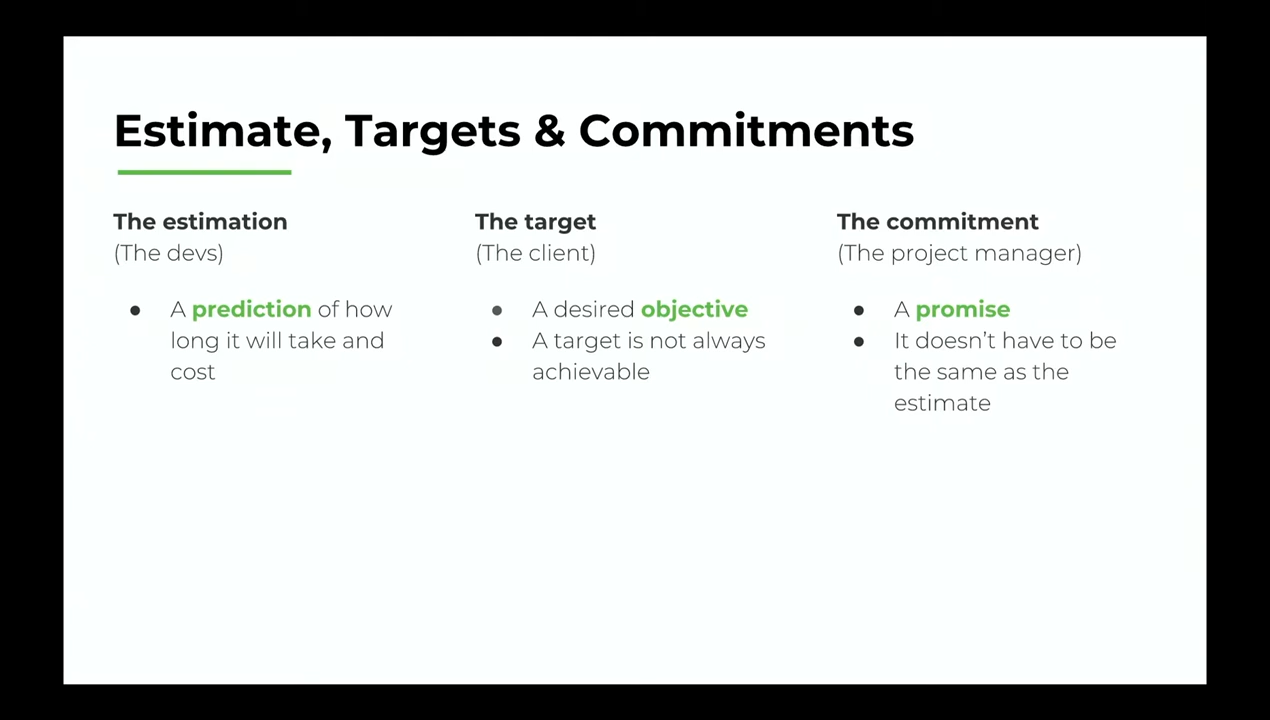 Estimate, Targets & Commitments
The estimation
(The devs)
● A prediction of how
long it will take and
cost
The target
(The client)
● A desired objective
● A target is not always
achievable
The commitment
(The project manager)
● A promise
● It doesn’t have to be
the same as the
estimate